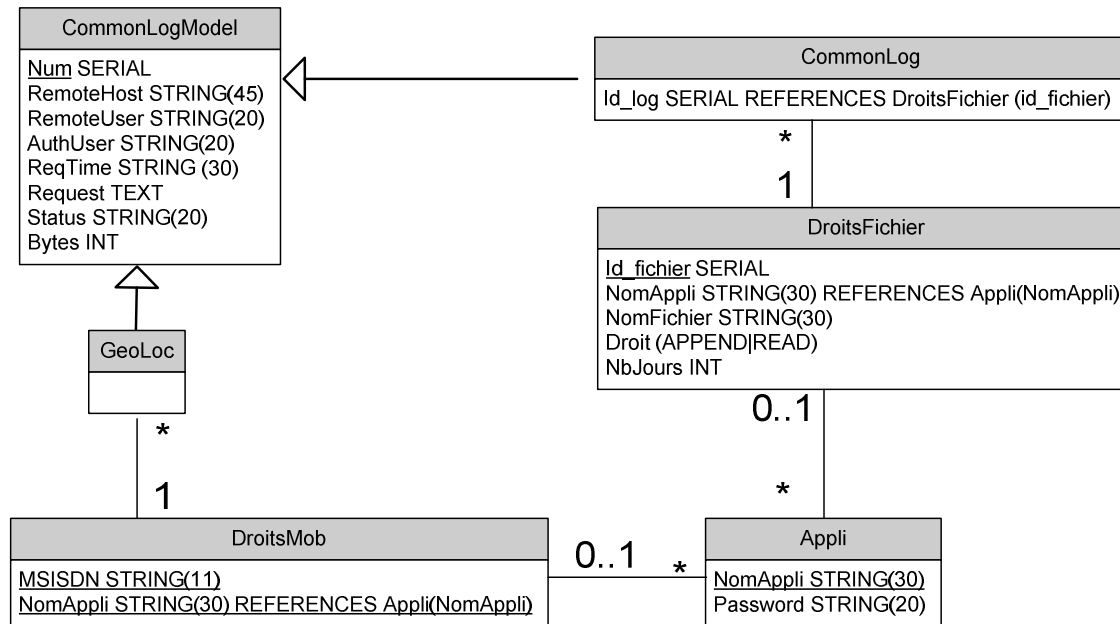 CommonLogModel
Num SERIAL
RemoteHost STRING(45)
RemoteUser STRING(20)
AuthUser STRING(20)
ReqTime STRING (30)
Request TEXT
Status STRING(20)
Bytes INT
CommonLog
Id_log SERIAL REFERENCES DroitsFichier (id_fichier)
*
1
DroitsFichier
Id_fichier SERIAL
NomAppli STRING(30) REFERENCES Appli(NomAppli)
NomFichier STRING(30)
Droit (APPEND|READ)
NbJours INT
GeoLoc
*
1
0..1
*
DroitsMob
MSISDN STRING(11)
NomAppli STRING(30) REFERENCES Appli(NomAppli)
0..1
*
Appli
NomAppli STRING(30)
Password STRING(20)